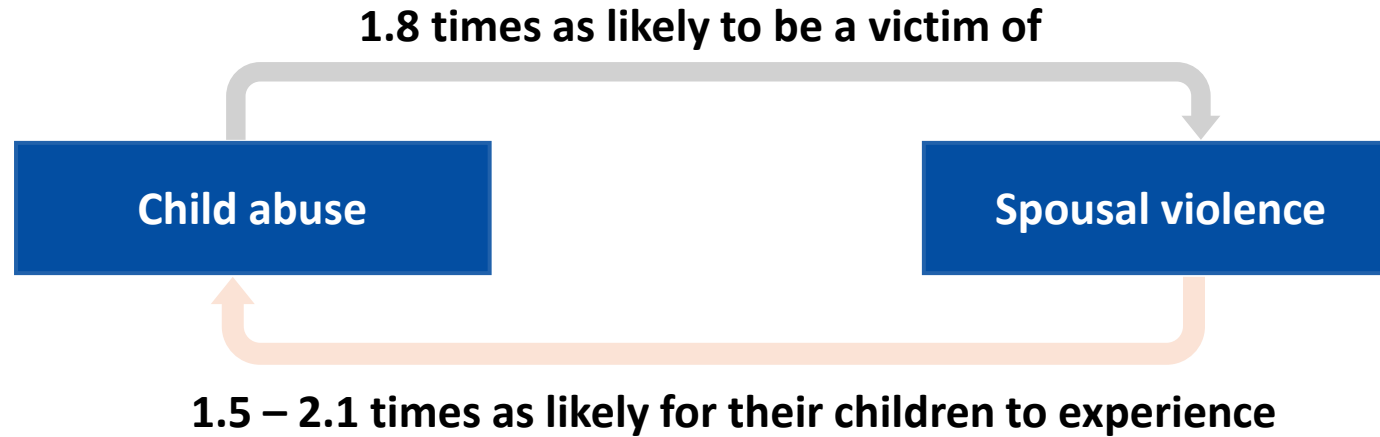 1.8 times as likely to be a victim of
Child abuse
Spousal violence
1.5 – 2.1 times as likely for their children to experience